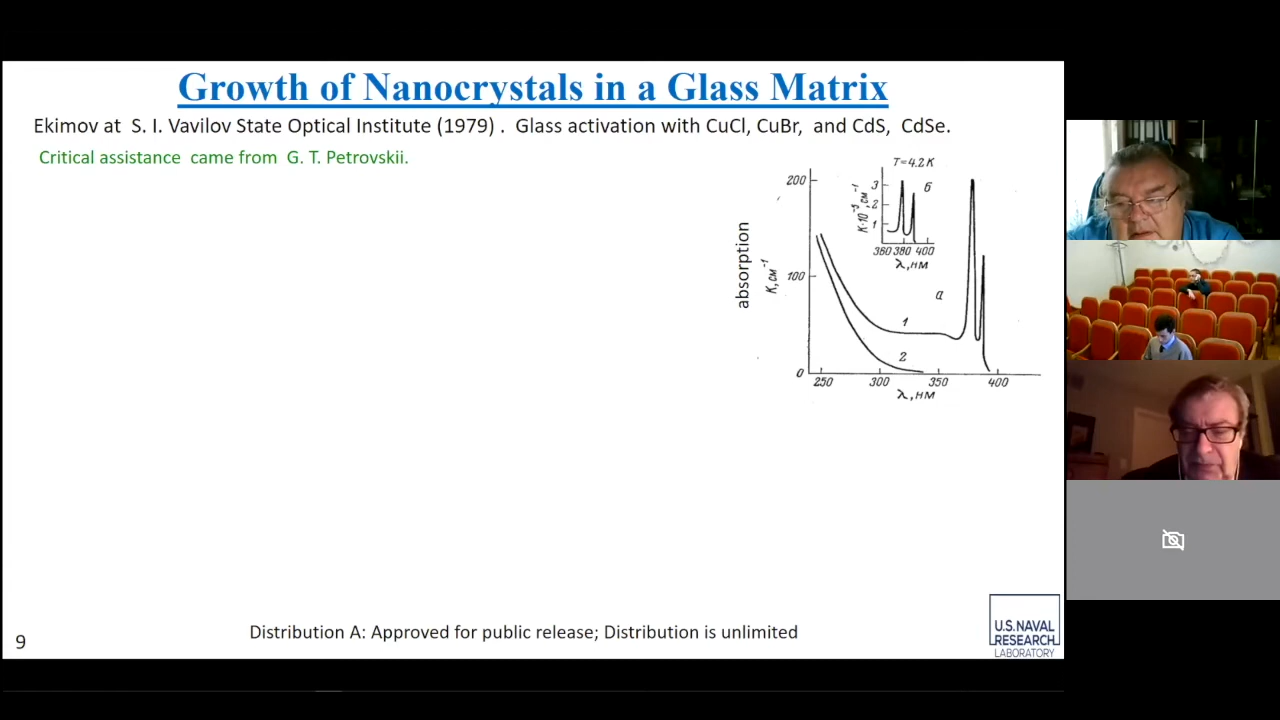 Growth of Nanocrystals in a Glass Matrix
Ekimov at S. I. Vavilov State Optical Institute (1979) . Glass activation with CuCl, CuBr, and CdS, CdSe.
Critical assistance came from G. T. Petrovskii.
T=4.2K
200
3
б
2
1
K·10⁻³, см⁻¹
360 380 400
λ, нм
absorption
K, см⁻¹
100
a
1
2
0
250 300 350 400
λ, нм
Distribution A: Approved for public release; Distribution is unlimited
9
U.S. NAVAL
RESEARCH
LABORATORY